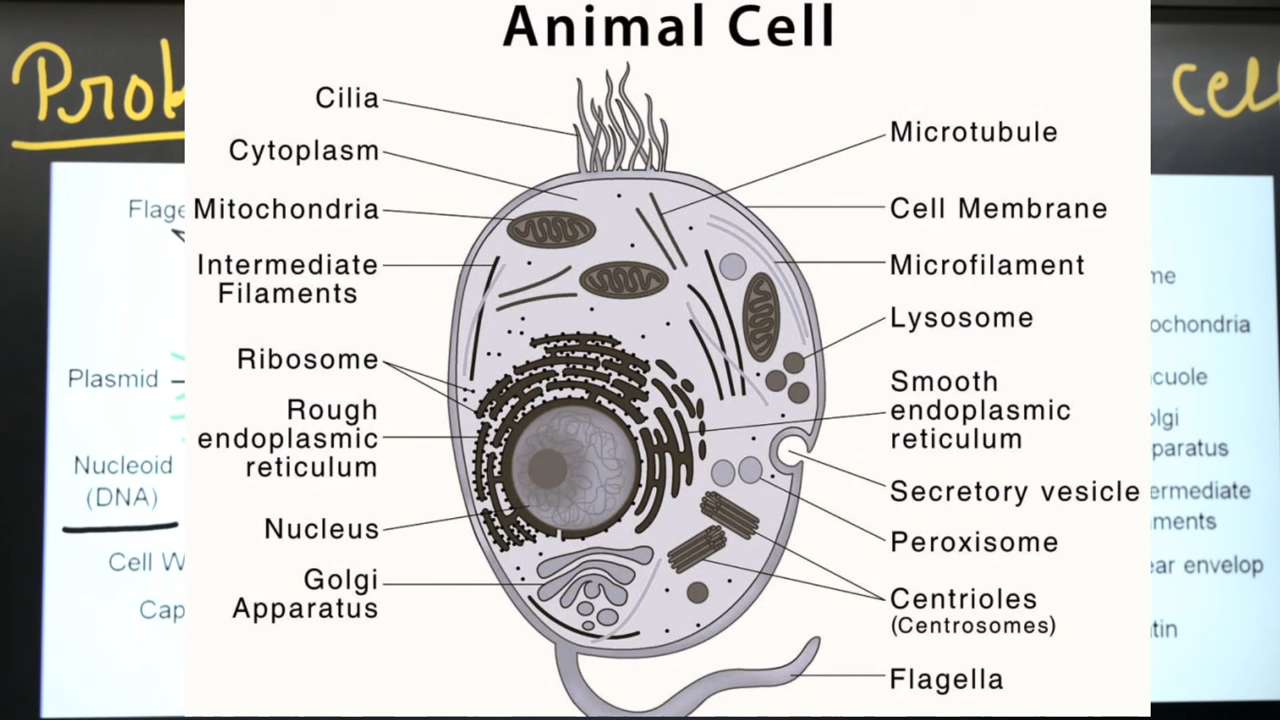 Animal Cell
Cilia
Cytoplasm
Mitochondria
Intermediate
Filaments
Ribosome
Rough
endoplasmic
reticulum
Nucleus
Golgi
Apparatus
Microtubule
Cell Membrane
Microfilament
Lysosome
Smooth
endoplasmic
reticulum
Secretory vesicle
Peroxisome
Centrioles
(Centrosomes)
Flagella
Plasmid
Nucleoid
(DNA)
Cell